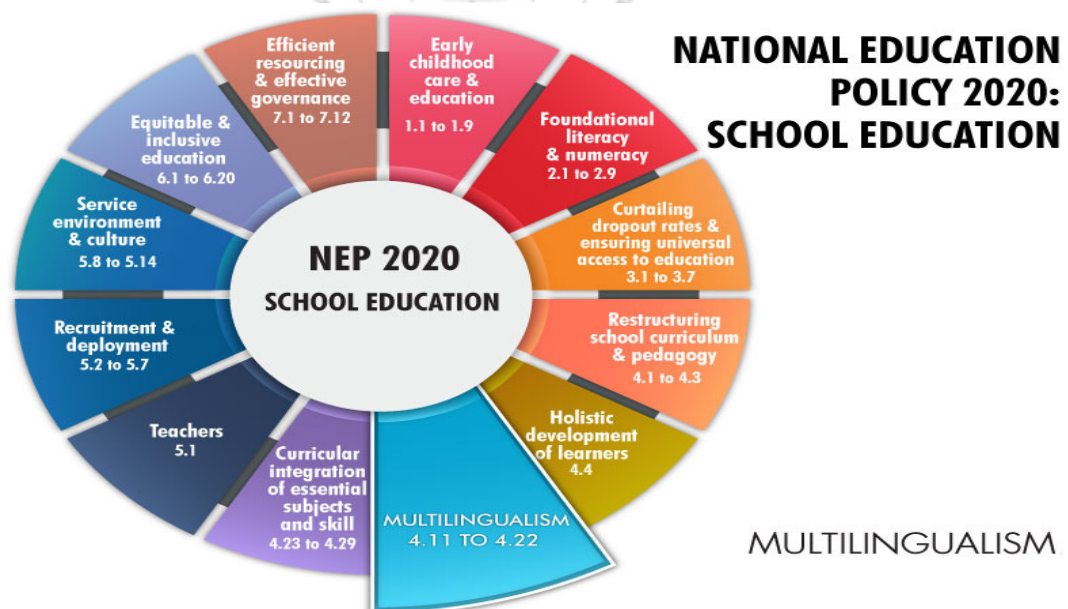 NATIONAL EDUCATION
POLICY 2020:
SCHOOL EDUCATION
Early
childhood
care &
education
1.1 to 1.9
Foundational
literacy
& numeracy
2.1 to 2.9
Curtailing
dropout rates &
ensuring universal
access to education
3.1 to 3.7
Restructuring
school curriculum
& pedagogy
4.1 to 4.3
Holistic
development
of learners
4.4
MULTILINGUALISM
4.11 TO 4.22
Curricular
integration
of essential
subjects
and skill
4.23 to 4.29
Teachers
5.1
Recruitment &
deployment
5.2 to 5.7
Service
environment
& culture
5.8 to 5.14
Equitable &
inclusive
education
6.1 to 6.20
Efficient
resourcing
& effective
governance
7.1 to 7.12
NEP 2020
SCHOOL EDUCATION
MULTILINGUALISM